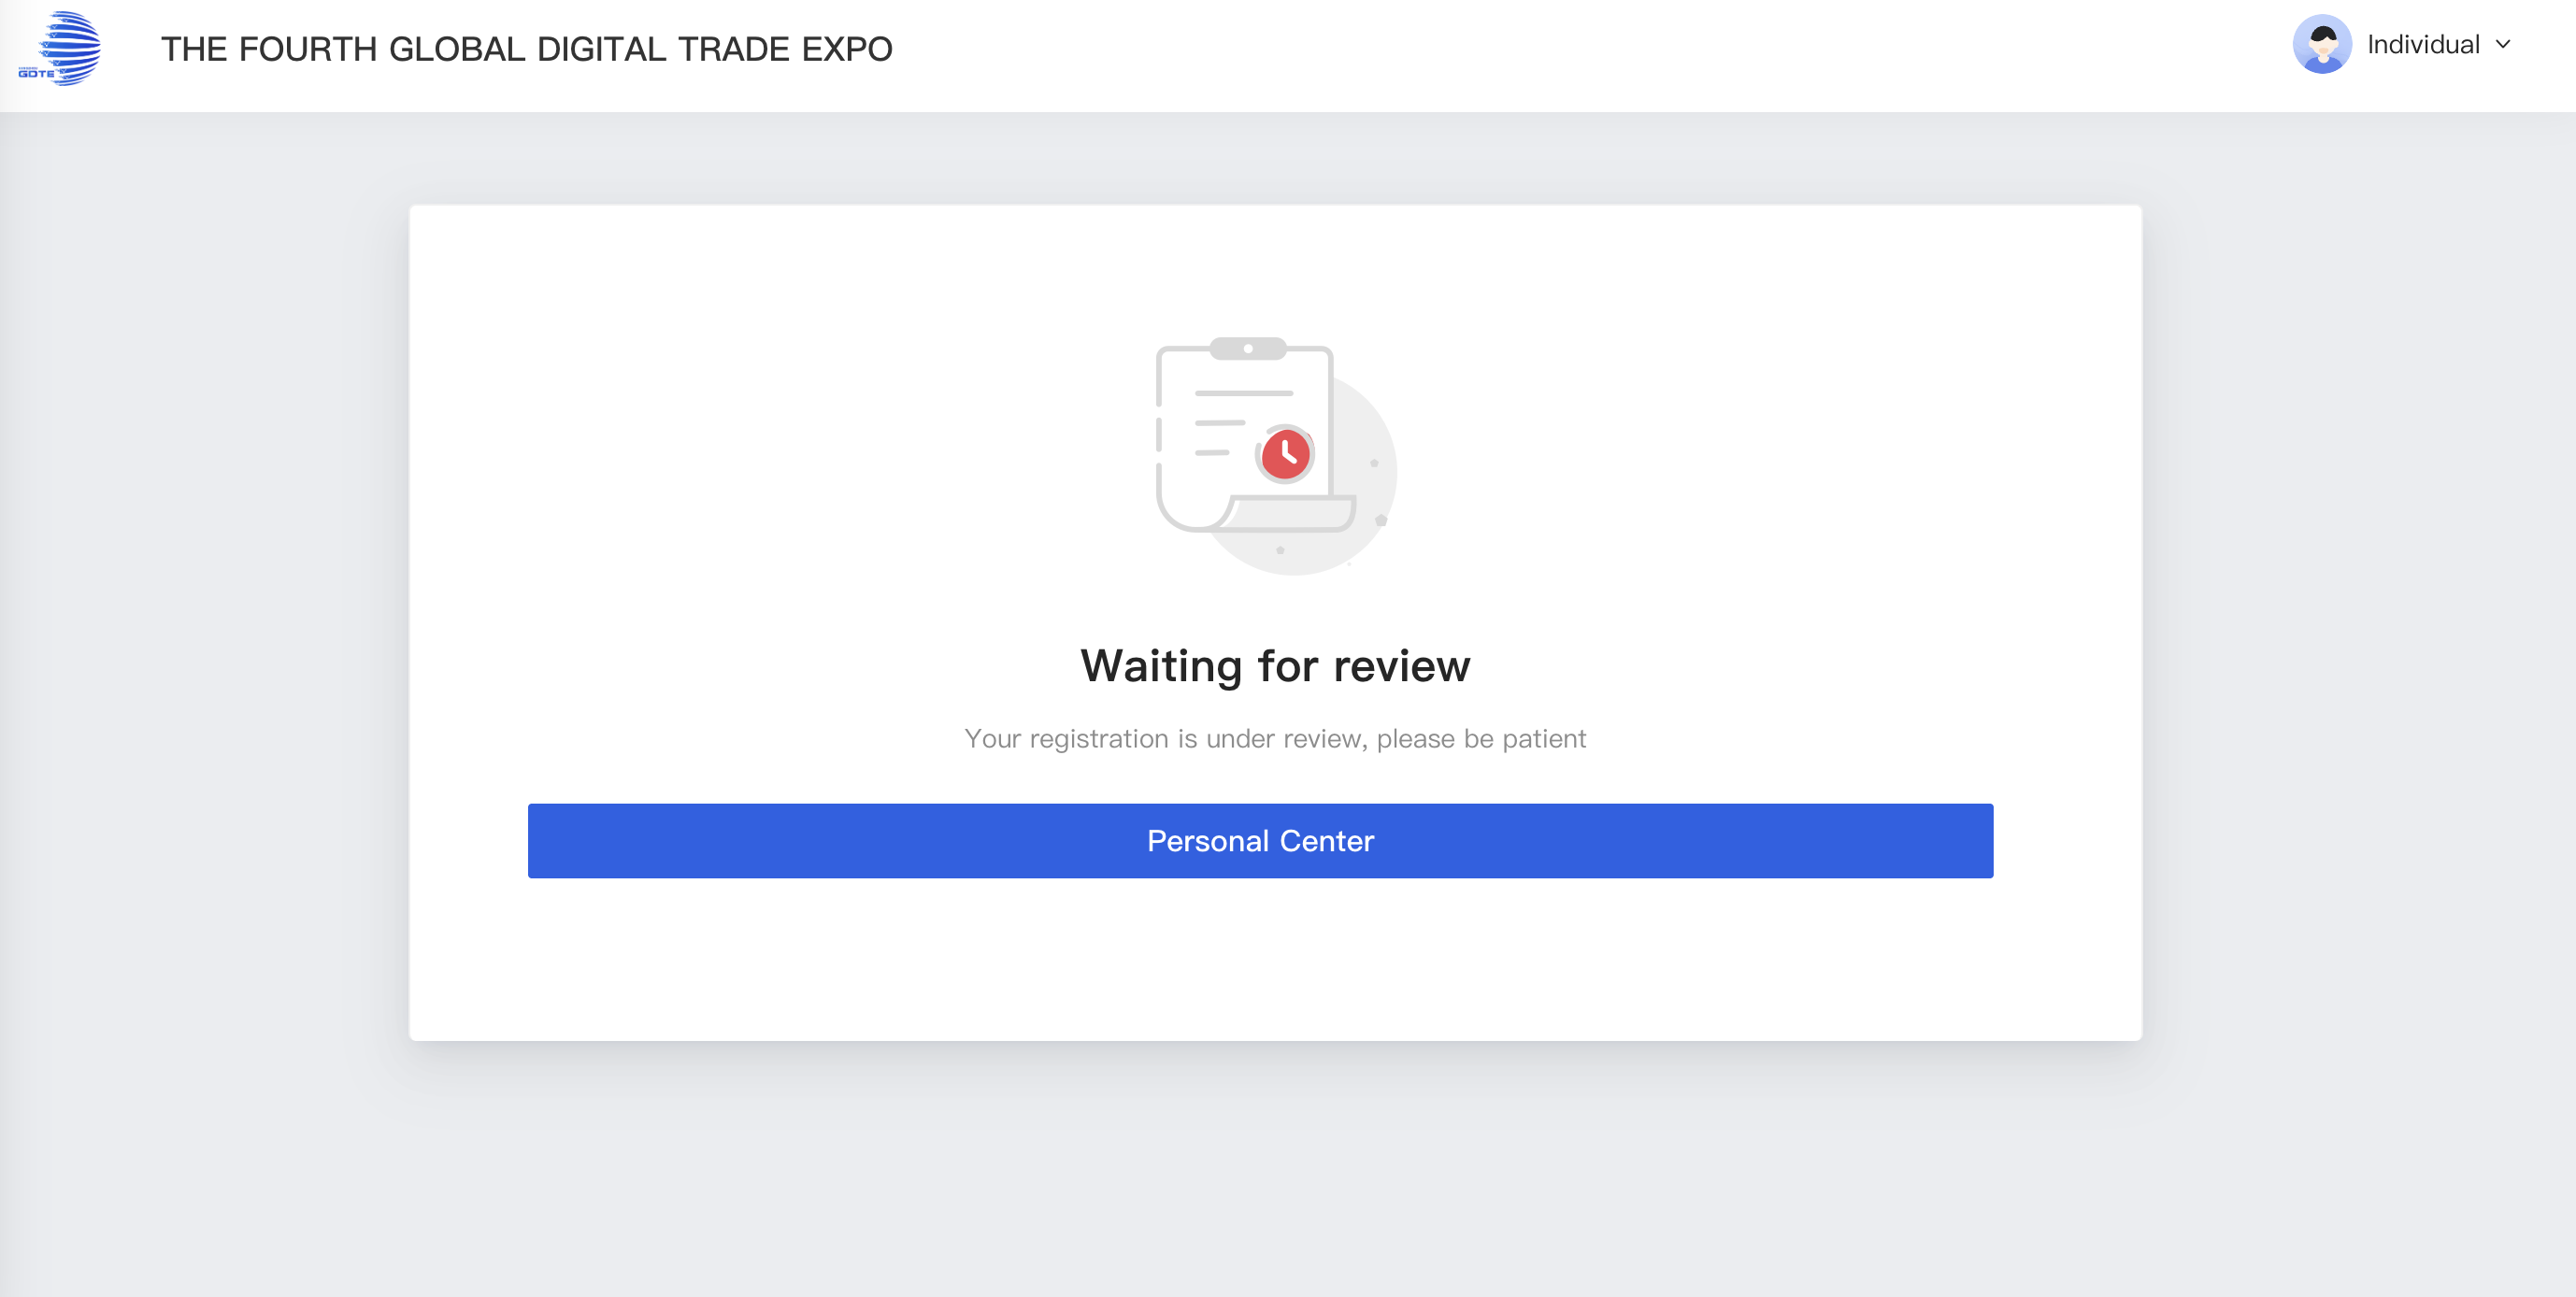 GDTE
THE FOURTH GLOBAL DIGITAL TRADE EXPO
Individual
Waiting for review
Your registration is under review, please be patient
Personal Center